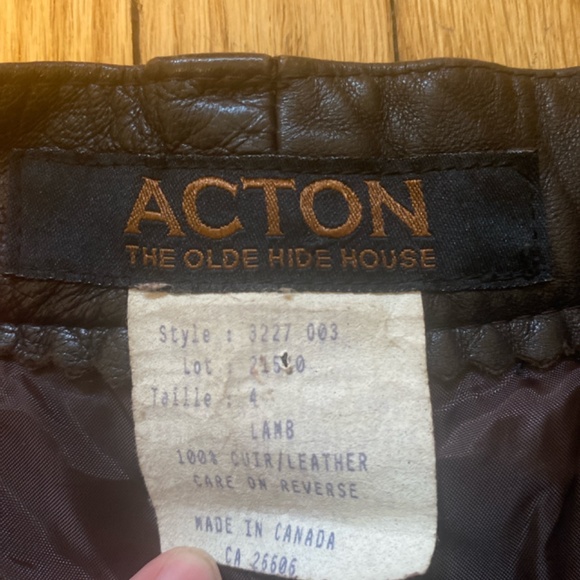 ACTON
THE OLDE HIDE HOUSE
Style : 3227 003
Lot :
Taille : 4
LAMB
100% CUIR/LEATHER
CARE ON REVERSE
MADE IN CANADA
CA 26606